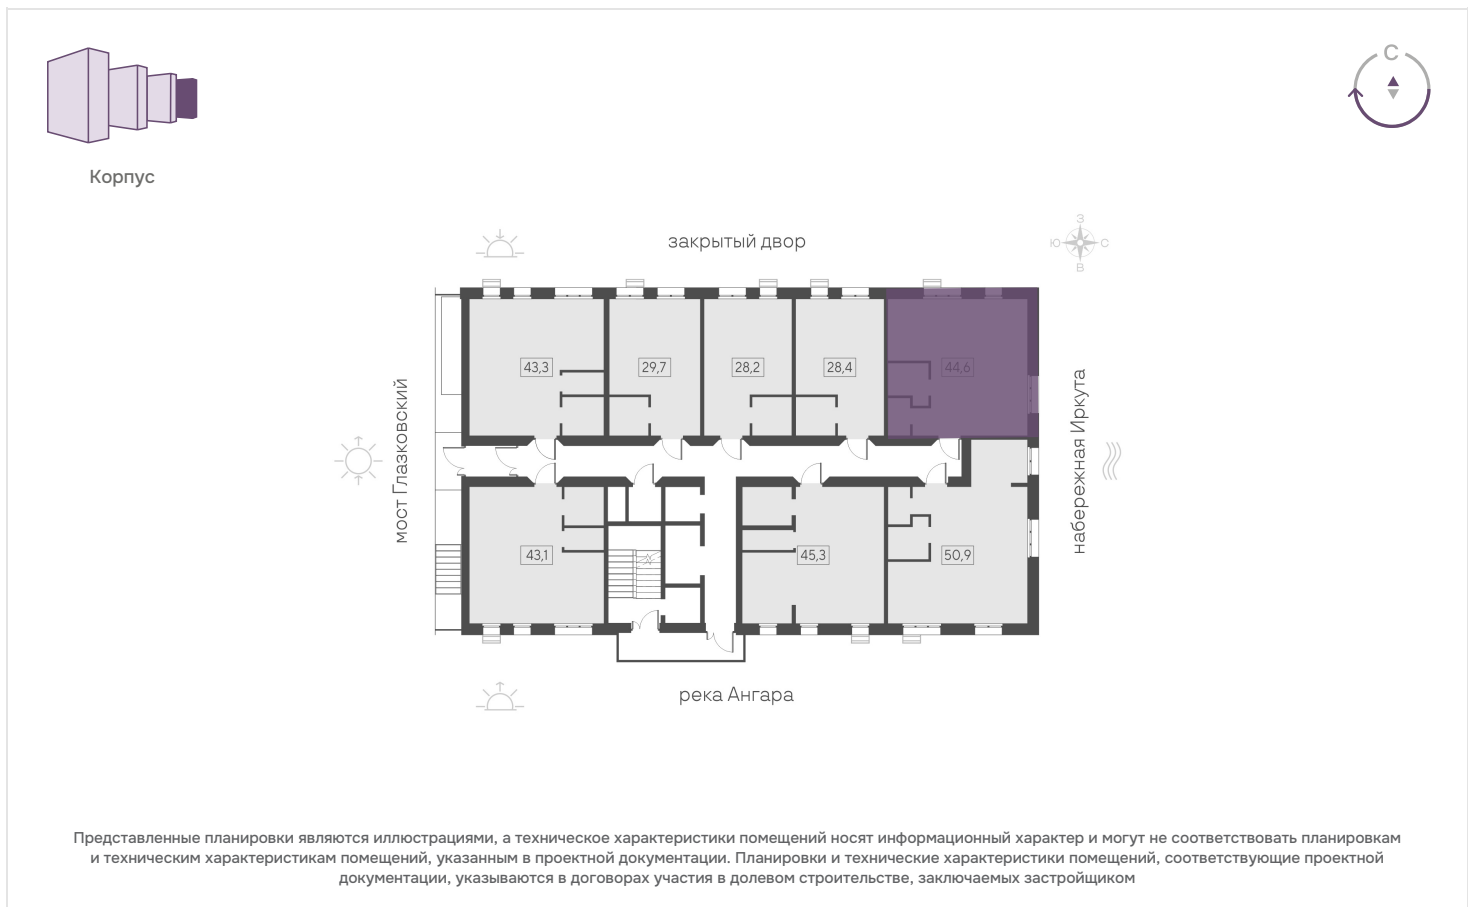 С
Корпус
закрытый двор
З
Ю
С
В
43,3
29,7
28,2
28,4
44,6
мост Глазковский
набережная Иркута
43,1
45,3
50,9
река Ангара
Представленные планировки являются иллюстрациями, а техническое характеристики помещений носят информационный характер и могут не соответствовать планировкам
и техническим характеристикам помещений, указанным в проектной документации. Планировки и технические характеристики помещений, соответствующие проектной
документации, указываются в договорах участия в долевом строительстве, заключаемых застройщиком